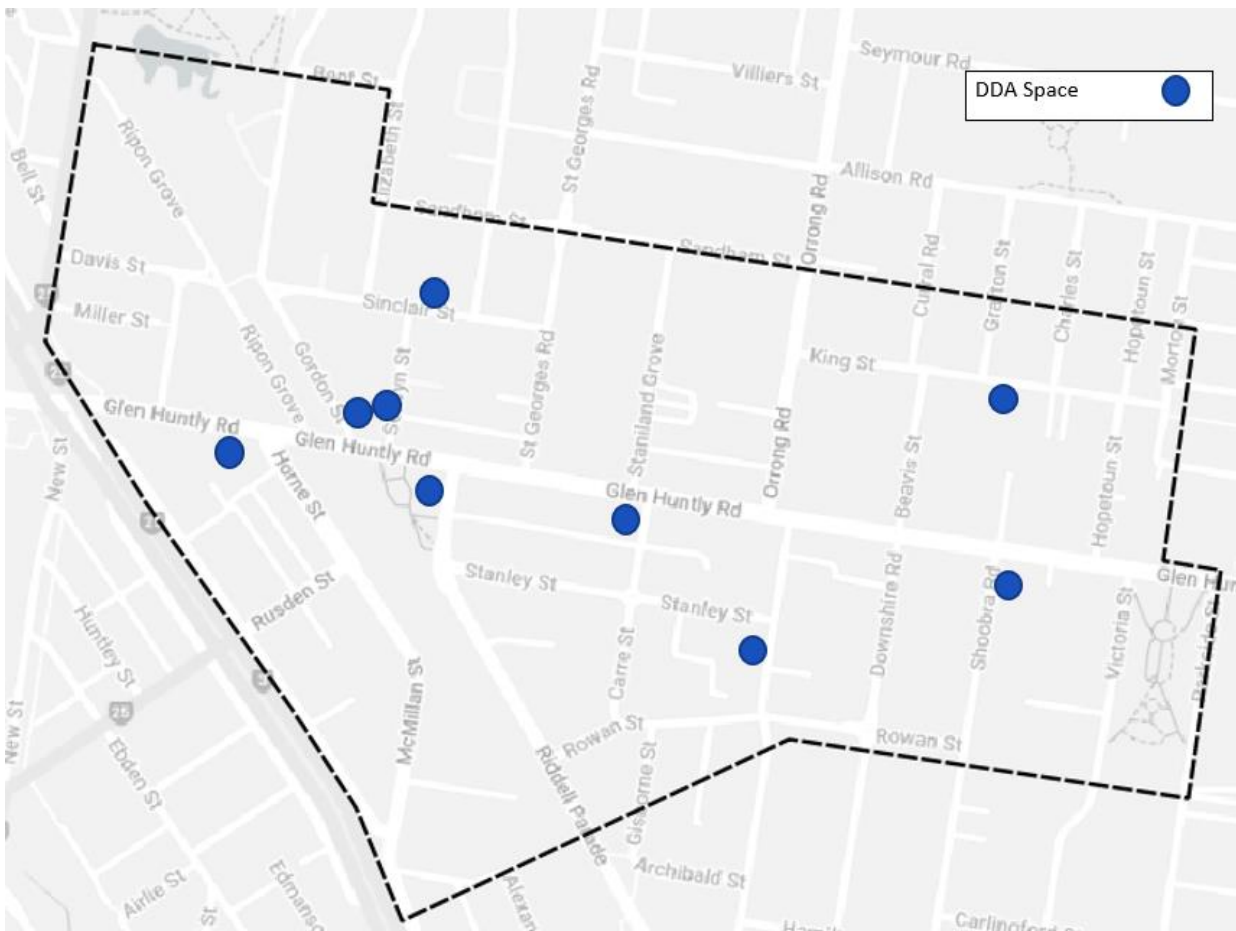 Seymour Rd
Villiers St
Bent St
DDA Space
St Georges Rd
Ripon Grove
Bell St
Allison Rd
Sandham St
Orrong Rd
Sandham St
Davis St
Curral Rd
Grafton St
Charles St
Hopetoun St
Morton St
Sinclair St
Miller St
Ripon Grove
Gordon St
St Georges Rd
Staniland Grove
King St
Glen Huntly Rd
Glen Huntly Rd
Orrong Rd
Beavis St
Hopetoun St
New St
Horne St
Glen Huntly Rd
Stanley St
Stanley St
Rusden St
Carre St
Downshire Rd
Shoobra Rd
Victoria St
Huntley St
26
New St
McMillan St
Rowan St
Rowan St
Ebden St
Riddell Parade
Gisborne St
Archibald St
Airlie St
St
Carlingford St